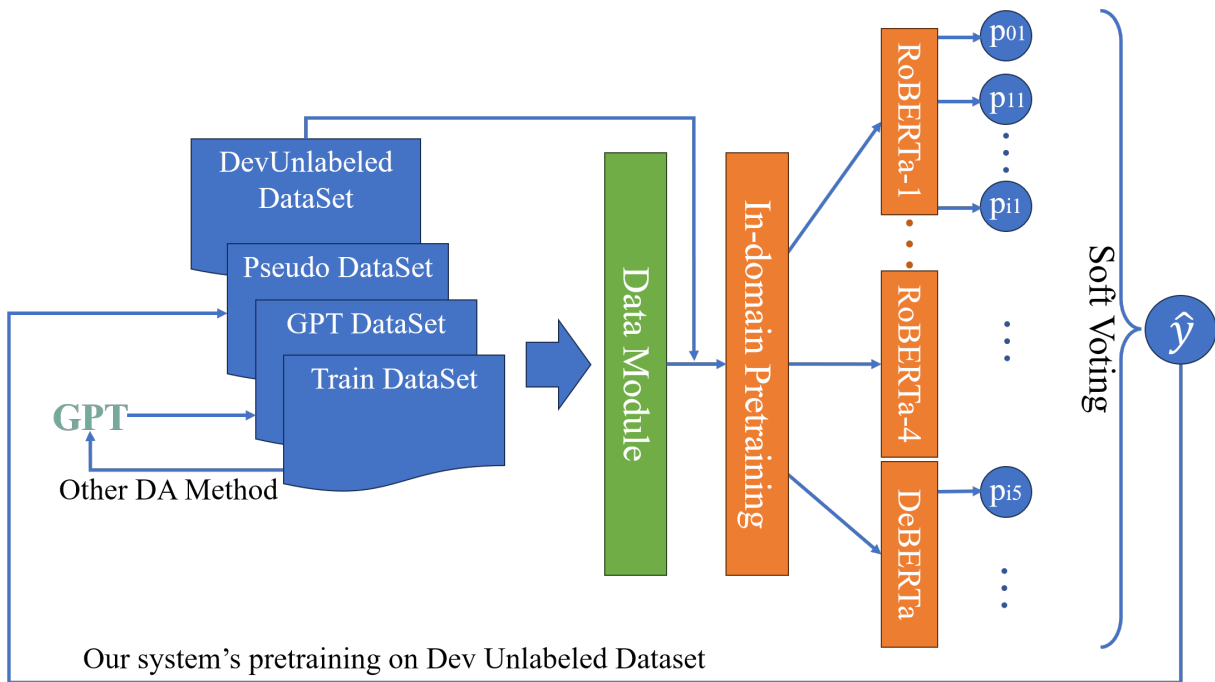 DevUnlabeled
DataSet
Pseudo DataSet
GPT DataSet
Train DataSet
GPT
Other DA Method
Data Module
In-domain Pretraining
RoBERTa-1
RoBERTa-4
DeBERTa
p01
p11
pi1
pi5
Soft Voting
ŷ
Our system’s pretraining on Dev Unlabeled Dataset